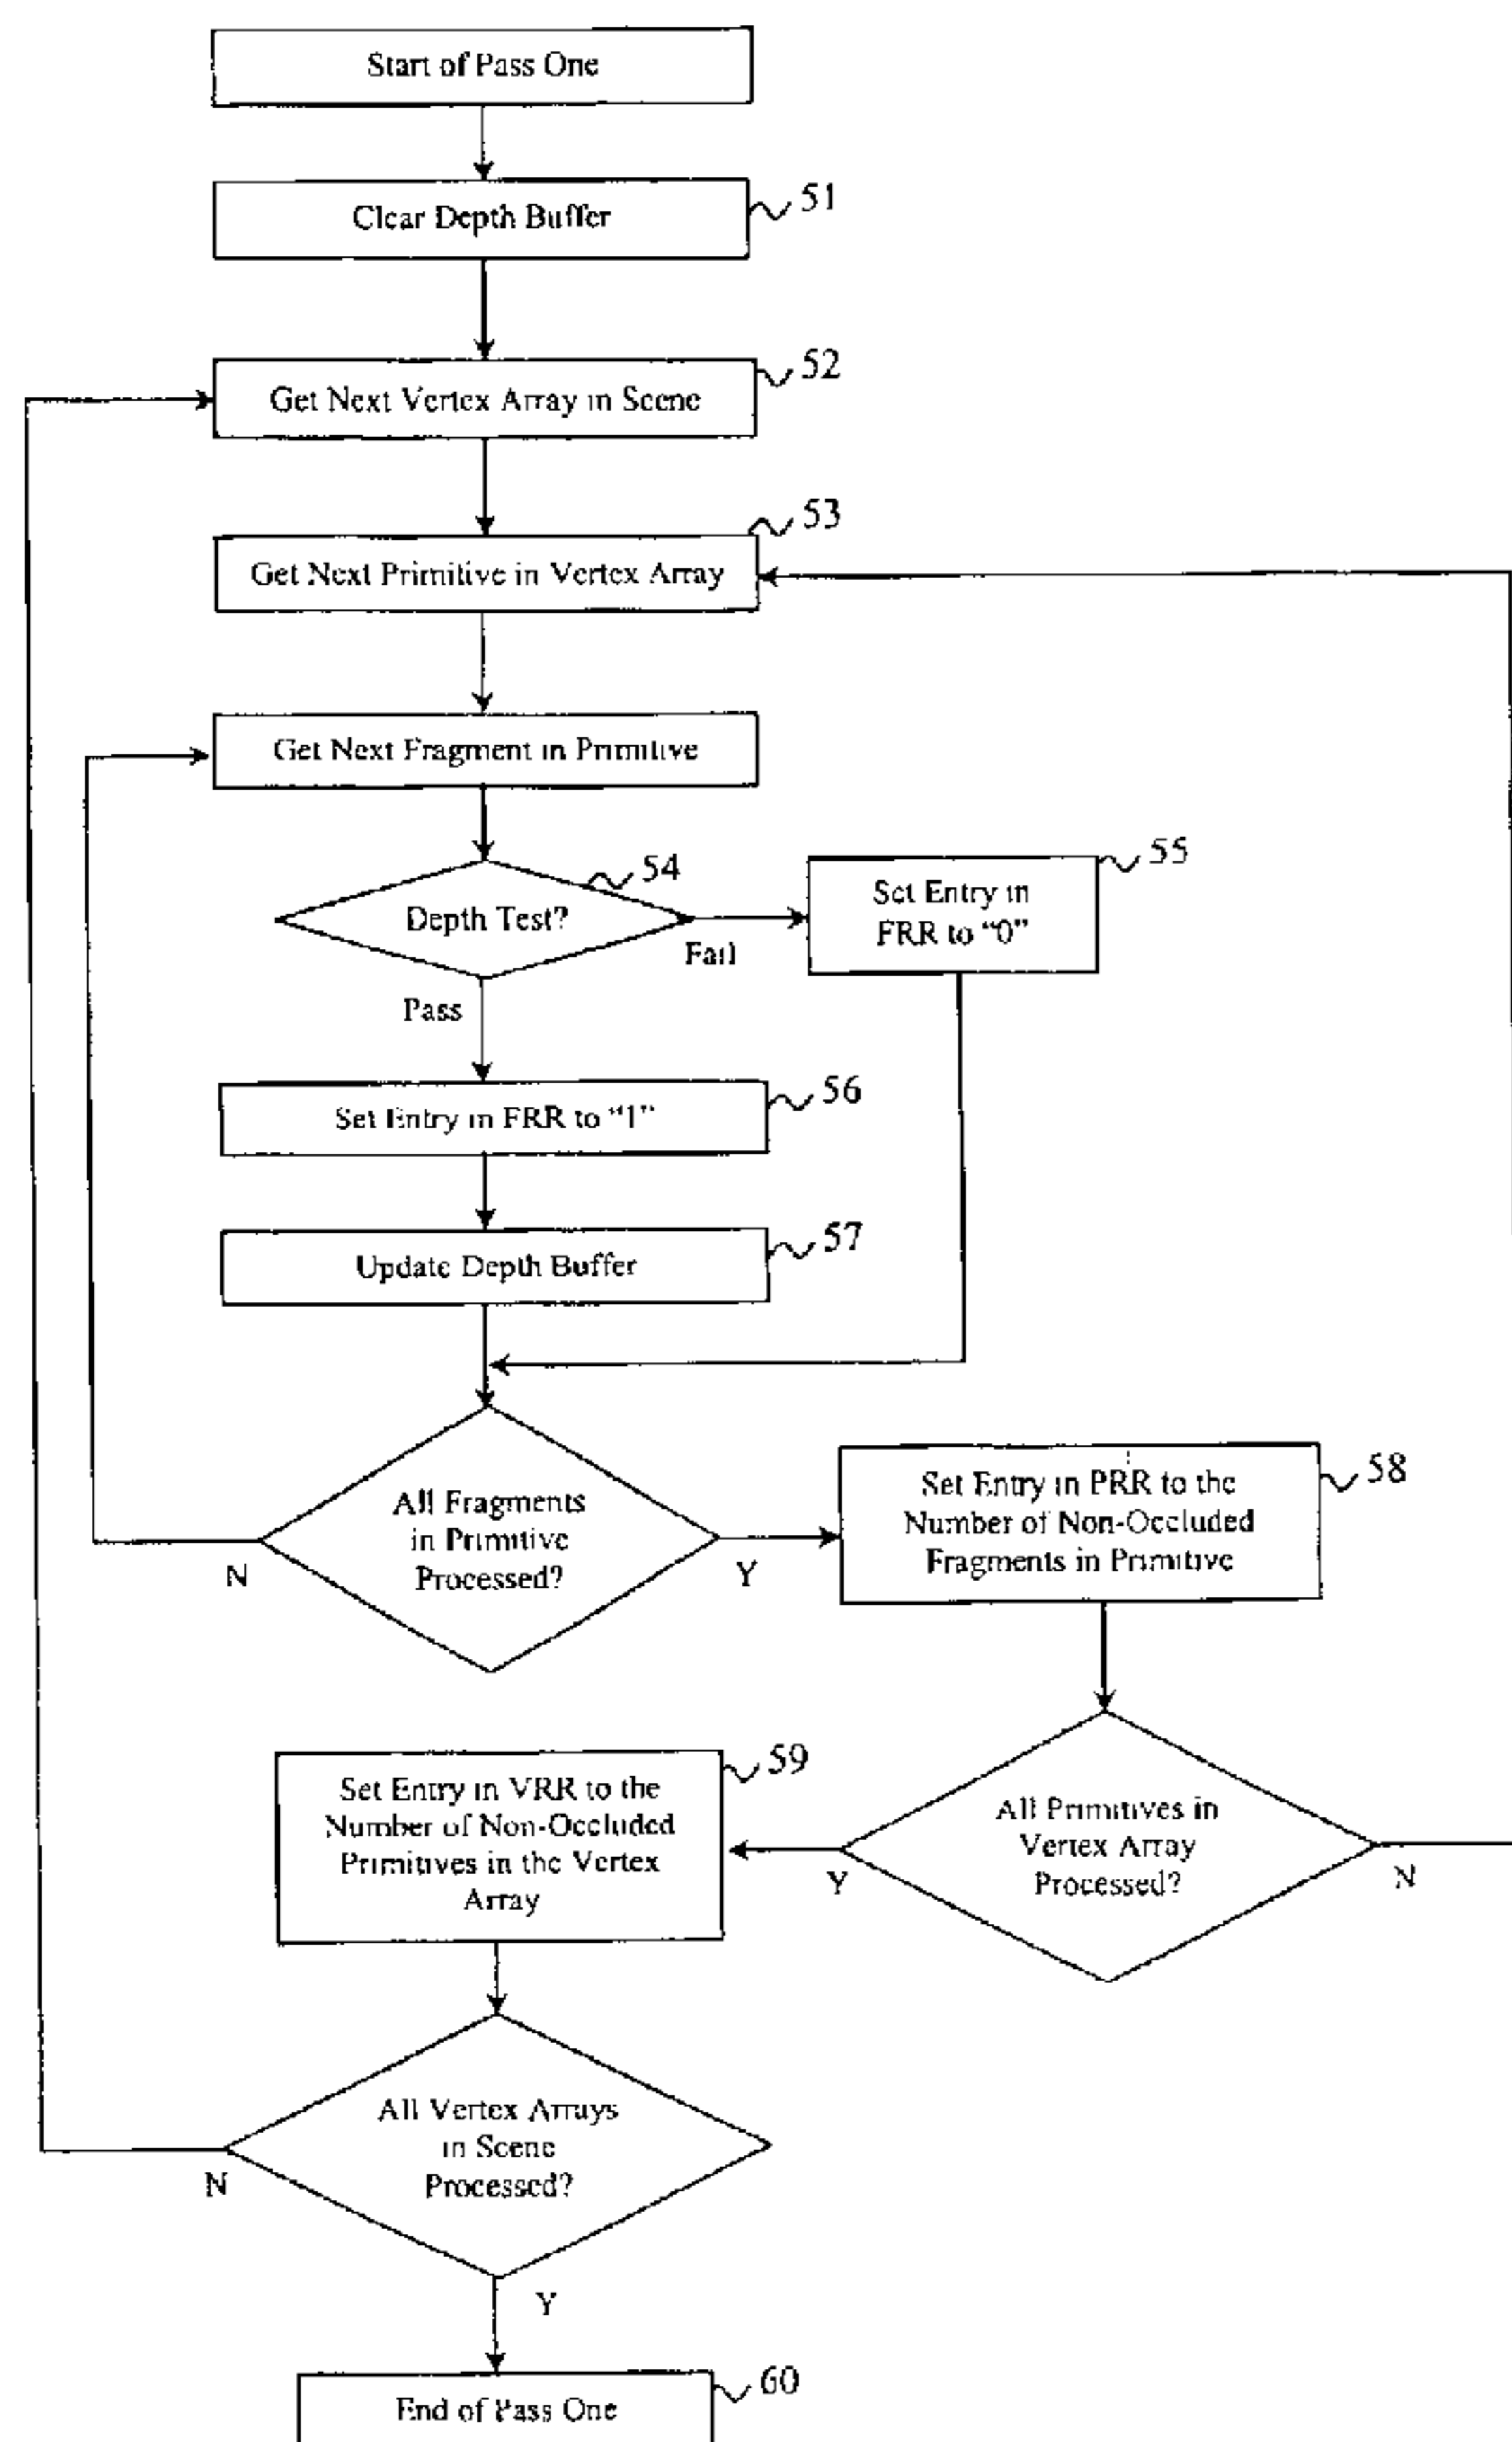 Start of Pass One
Clear Depth Buffer
51
Get Next Vertex Array in Scene
52
Get Next Primitive in Vertex Array
53
Get Next Fragment in Primitive
Depth Test?
54
Fail
Pass
Set Entry in
FRR to “0”
55
Set Entry in FRR to “1”
56
Update Depth Buffer
57
All Fragments
in Primitive
Processed?
N
Y
Set Entry in PRR to the
Number of Non-Occluded
Fragments in Primitive
58
All Primitives in
Vertex Array
Processed?
Y
N
Set Entry in VRR to the
Number of Non-Occluded
Primitives in the Vertex
Array
59
All Vertex Arrays
in Scene
Processed?
N
Y
End of Pass One
60